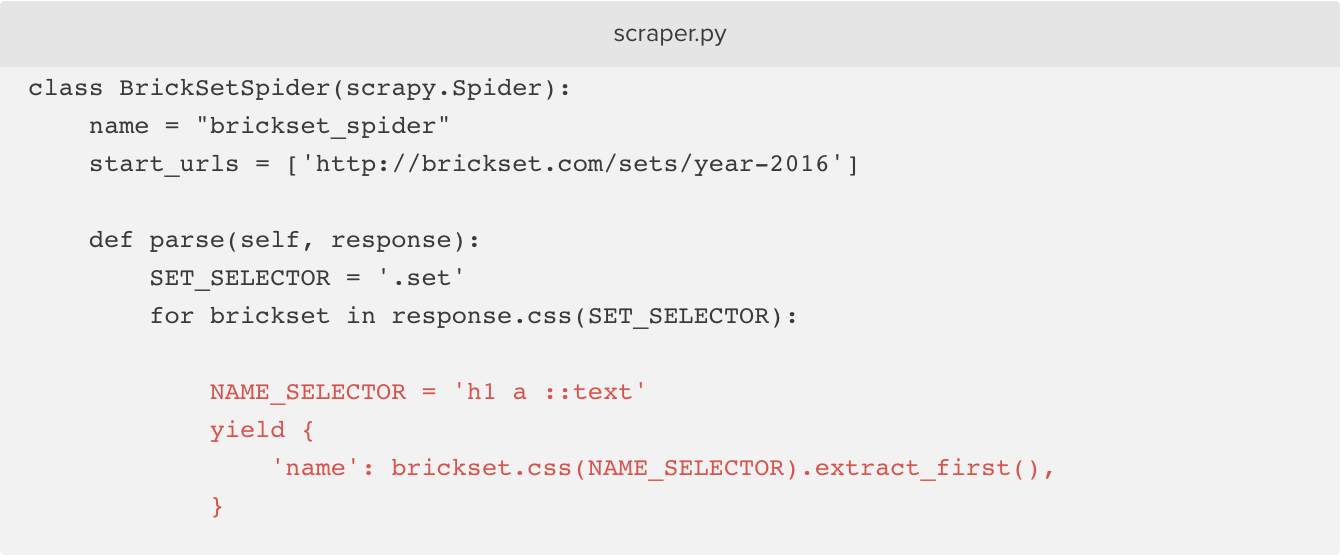 scraper.py
class BrickSetSpider(scrapy.Spider):
    name = "brickset_spider"
    start_urls = ['http://brickset.com/sets/year-2016']
    def parse(self, response):
        SET_SELECTOR = '.set'
        for brickset in response.css(SET_SELECTOR):
            NAME_SELECTOR = 'h1 a ::text'
            yield {
                'name': brickset.css(NAME_SELECTOR).extract_first(),
            }